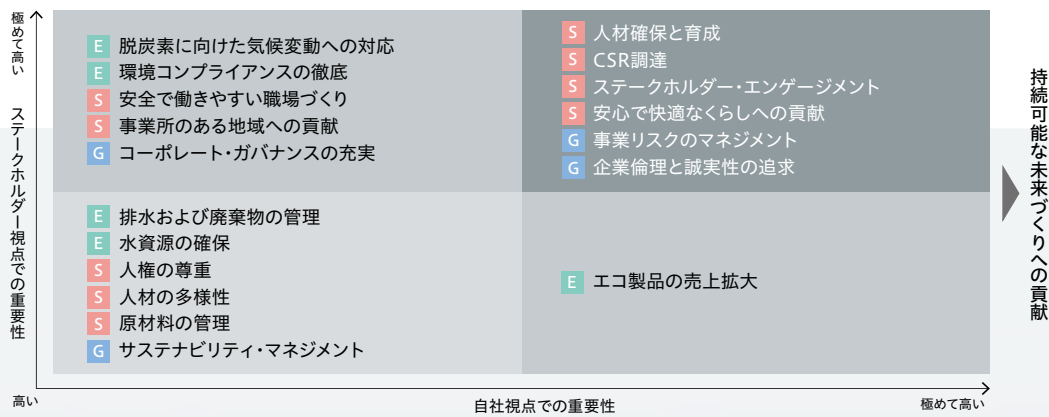 極めて高い
ステークホルダー視点での重要性
E 脱炭素に向けた気候変動への対応
E 環境コンプライアンスの徹底
S 安全で働きやすい職場づくり
S 事業所のある地域への貢献
G コーポレート・ガバナンスの充実
S 人材確保と育成
S CSR調達
S ステークホルダー・エンゲージメント
S 安心で快適なくらしへの貢献
G 事業リスクのマネジメント
G 企業倫理と誠実性の追求
E 排水および廃棄物の管理
E 水資源の確保
S 人権の尊重
S 人材の多様性
S 原材料の管理
G サステナビリティ・マネジメント
E エコ製品の売上拡大
持続可能な未来づくりへの貢献
高い
自社視点での重要性
極めて高い